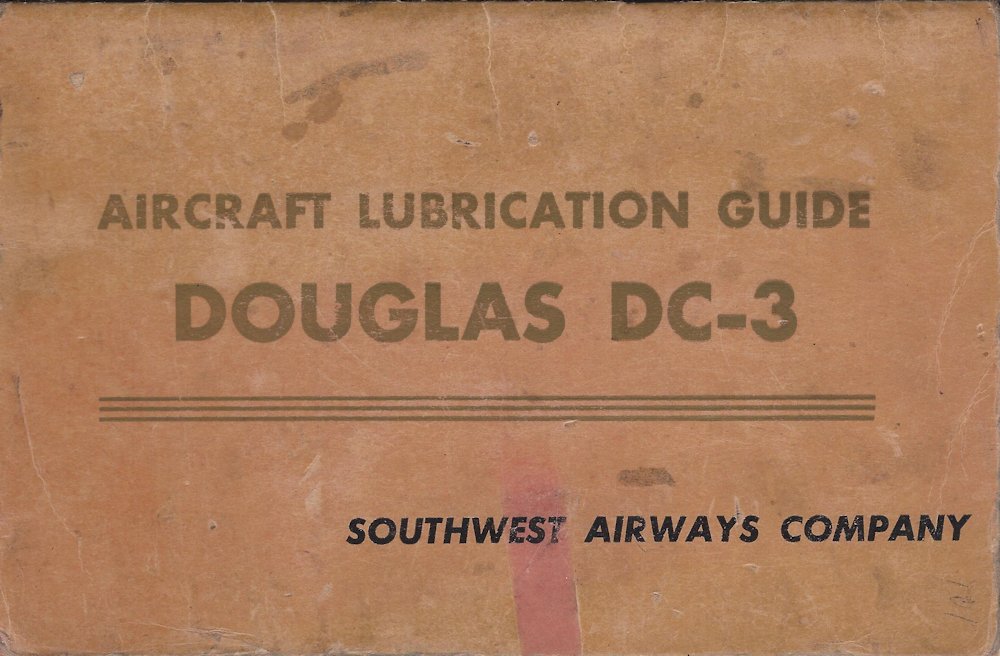 AIRCRAFT LUBRICATION GUIDE
DOUGLAS DC-3
SOUTHWEST AIRWAYS COMPANY